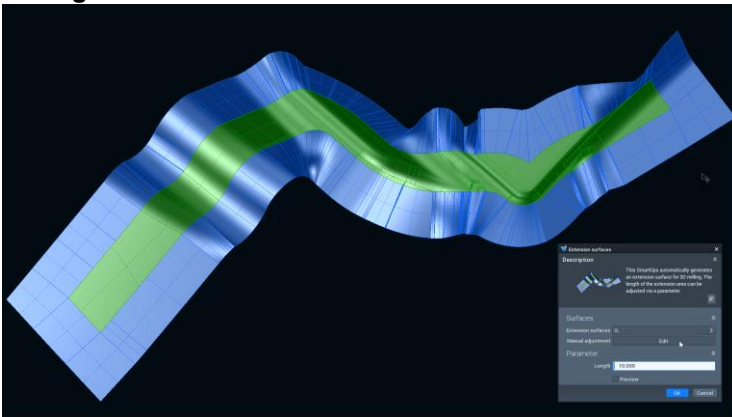 Extension surfaces
Description
This SmartOps automatically generates
an extension surface for 3D milling. The
length of the extension area can be
adjusted via a parameter.
Surfaces
Extension surfaces 0,
Manual adjustment Edit
Parameter
Length 10.000
Preview
OK Cancel